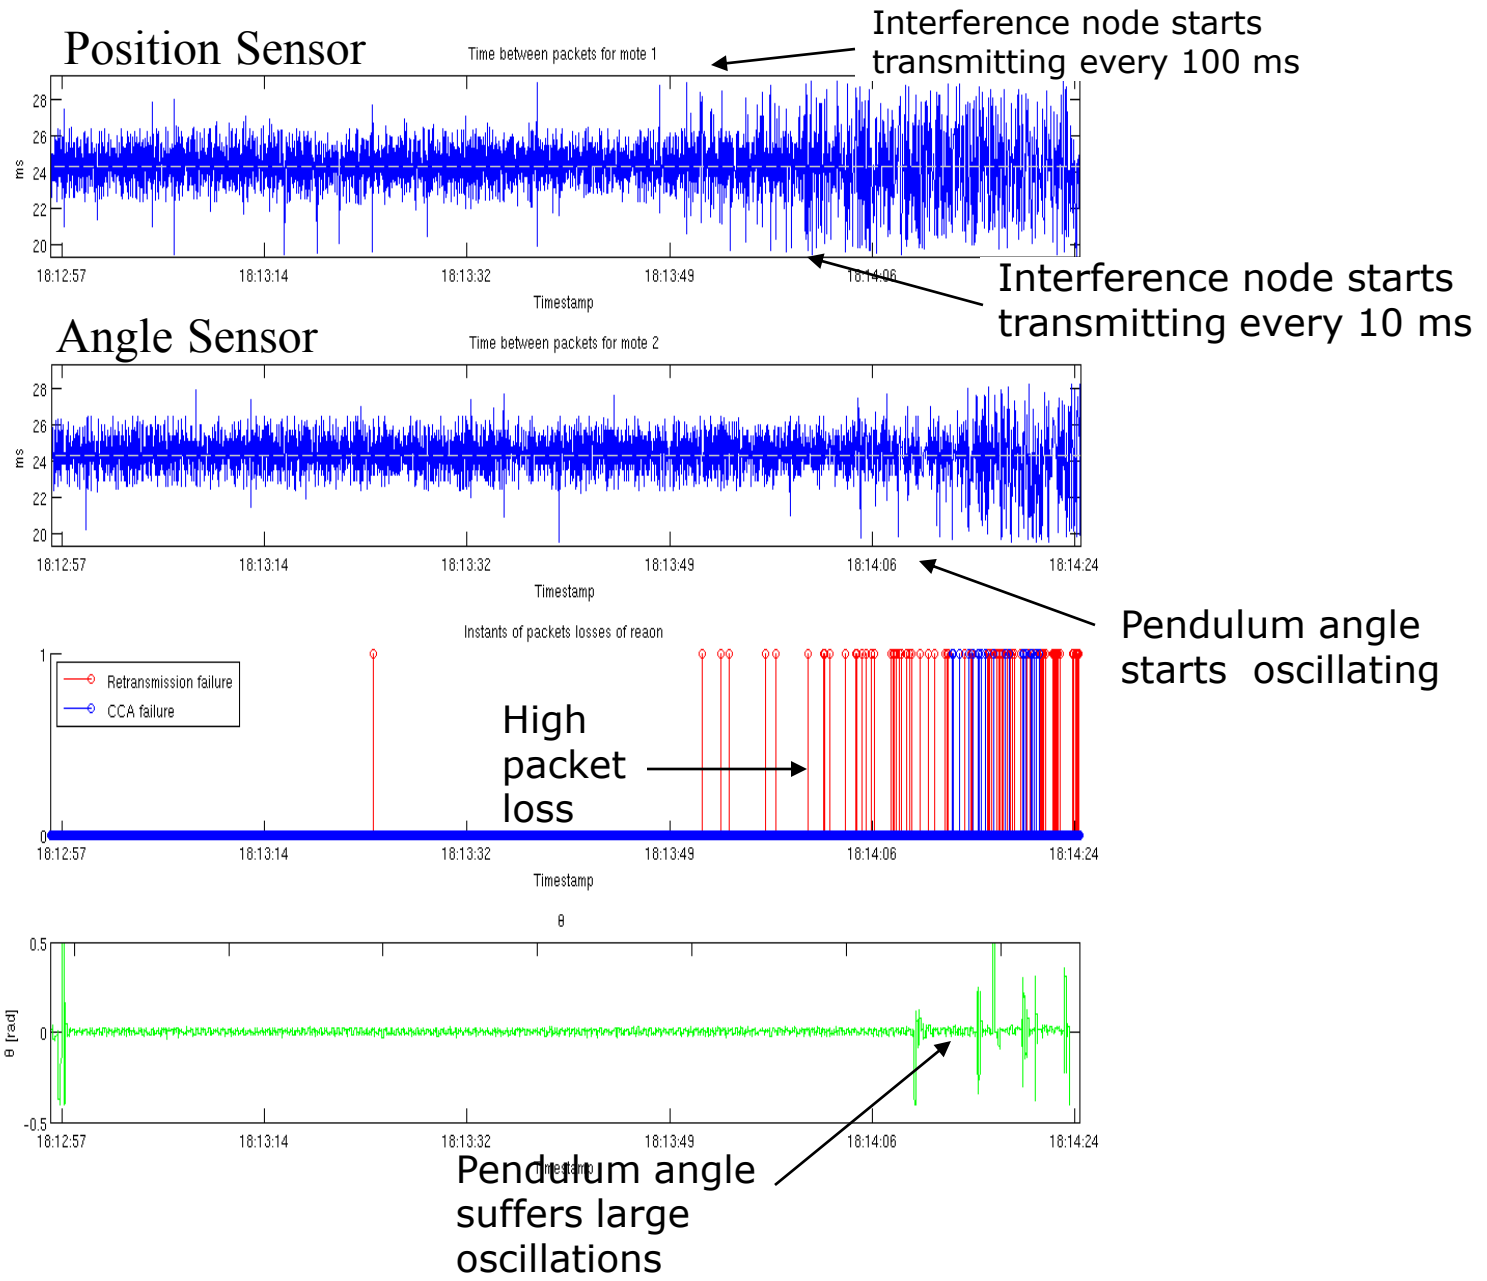 Position Sensor
Time between packets for mote 1
Interference node starts
transmitting every 100 ms
ms
28
26
24
22
20
18:12:57 18:13:14 18:13:32 18:13:49 18:14:06
Timestamp
Interference node starts
transmitting every 10 ms
Angle Sensor
Time between packets for mote 2
ms
28
26
24
22
20
18:12:57 18:13:14 18:13:32 18:13:49 18:14:06 18:14:24
Timestamp
Pendulum angle
starts oscillating
Instants of packets losses of reaon
1
Retransmission failure
CCA failure
High
packet
loss
0
18:12:57 18:13:14 18:13:32 18:13:49 18:14:06 18:14:24
Timestamp
θ
θ [rad]
0.5
0
-0.5
18:12:57 18:13:14 18:13:32 18:13:49 18:14:06 18:14:24
Timestamp
Pendulum angle
suffers large
oscillations